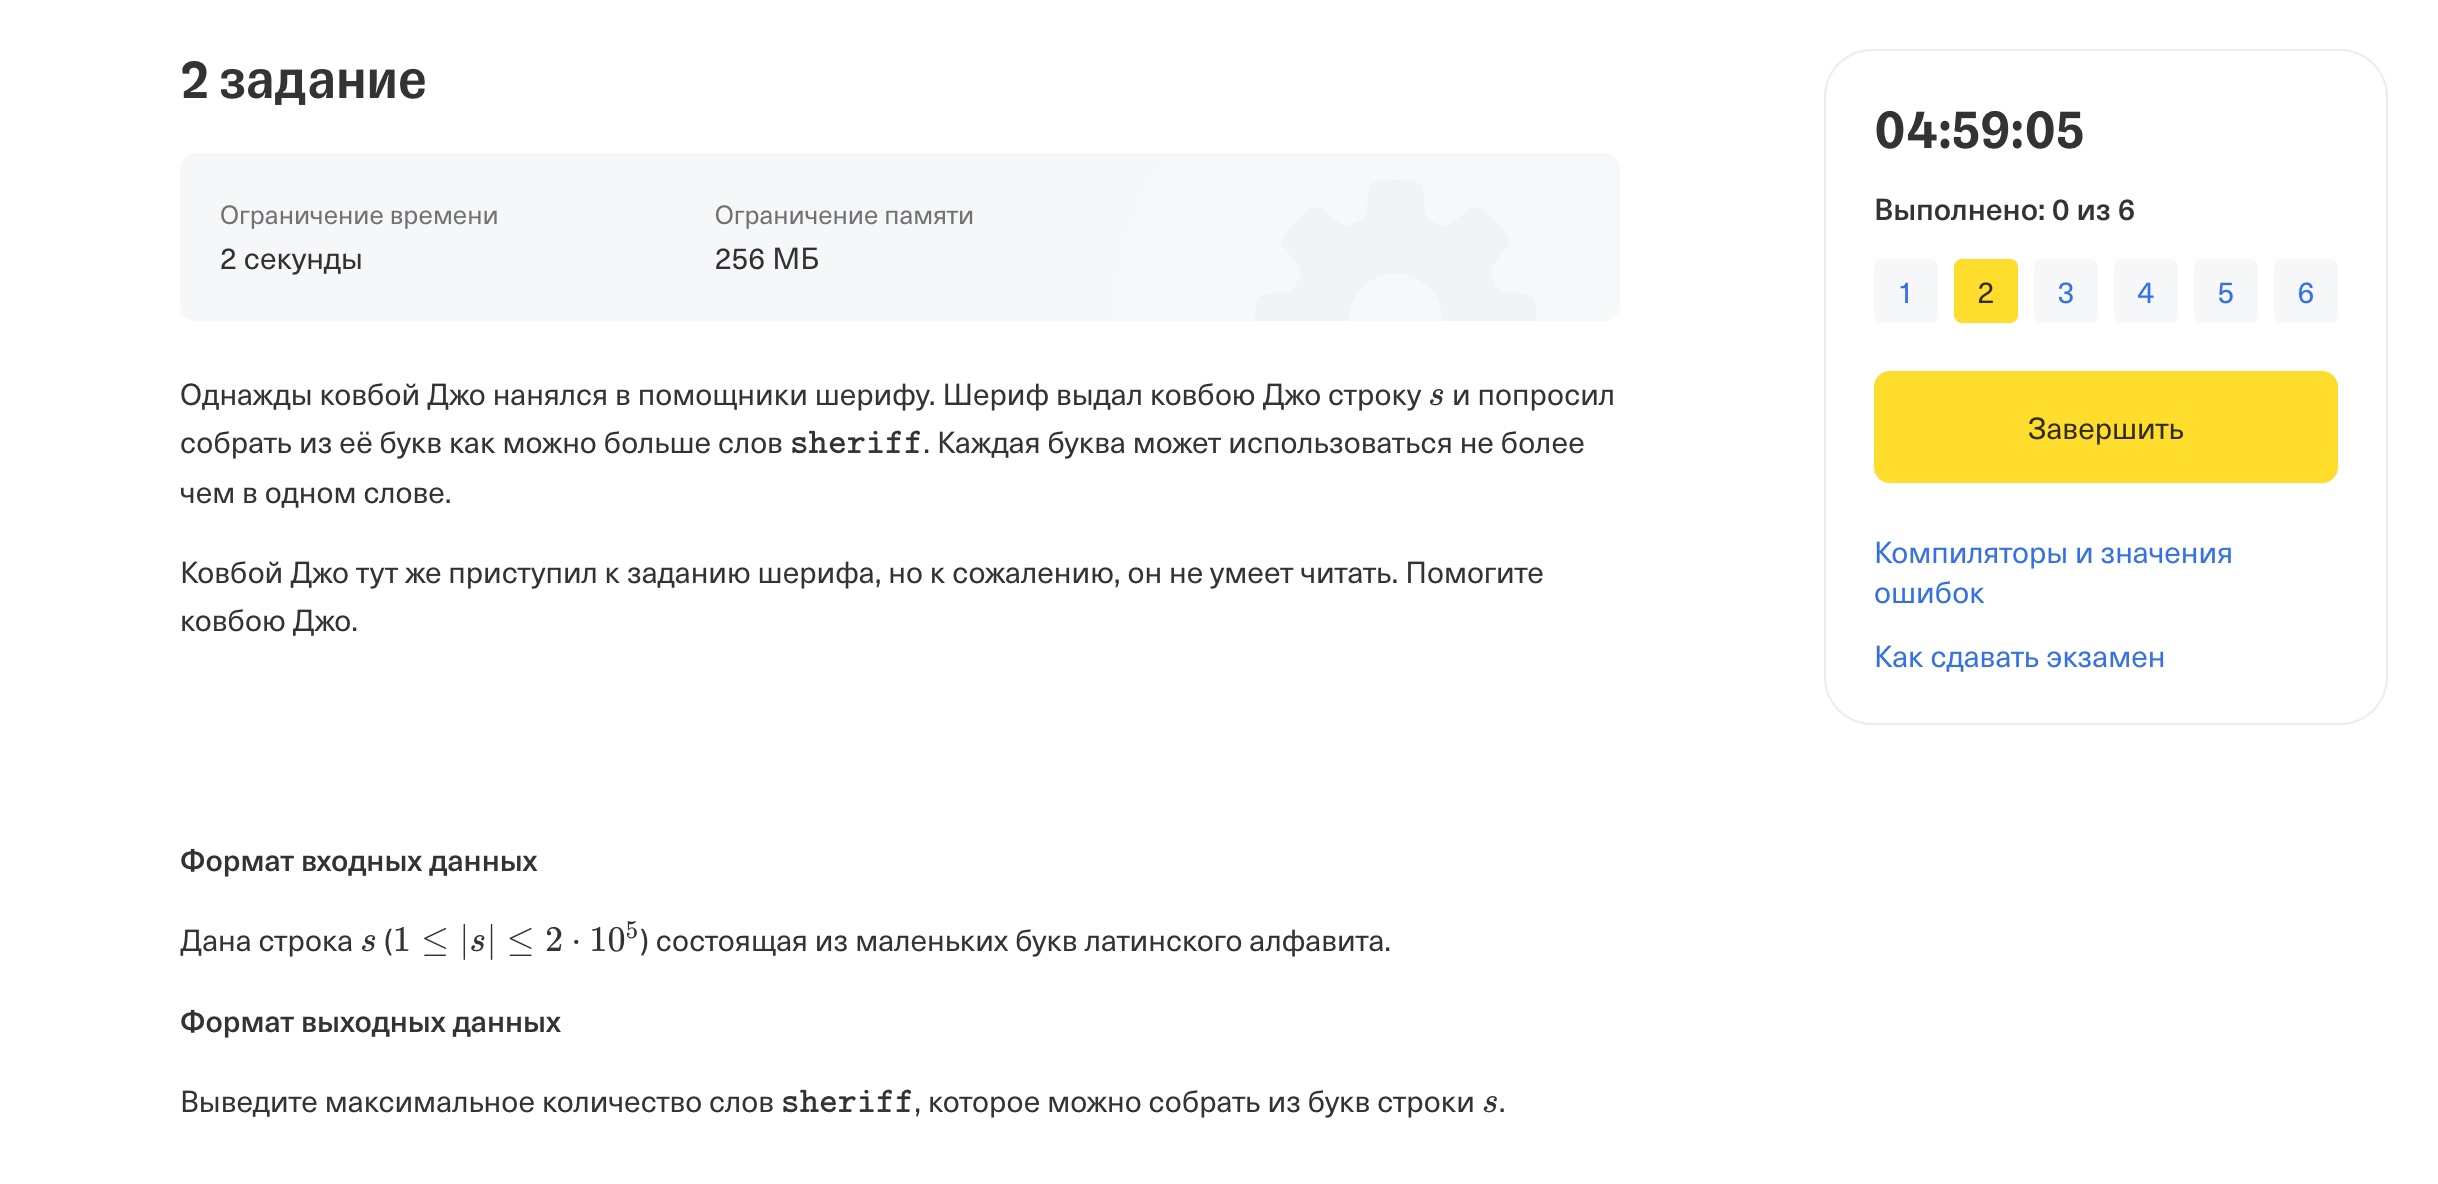 2 задание
Ограничение времени
2 секунды
Ограничение памяти
256 МБ
Однажды ковбой Джо нанялся в помощники шерифу. Шериф выдал ковбою Джо строку s и попросил
собрать из её букв как можно больше слов sheriff. Каждая буква может использоваться не более
чем в одном слове.
Ковбой Джо тут же приступил к заданию шерифа, но к сожалению, он не умеет читать. Помогите
ковбою Джо.
Формат входных данных
Дана строка s (1 ≤ |s| ≤ 2 · 10⁵) состоящая из маленьких букв латинского алфавита.
Формат выходных данных
Выведите максимальное количество слов sheriff, которое можно собрать из букв строки s.
04:59:05
Выполнено: 0 из 6
1 2 3 4 5 6
Завершить
Компиляторы и значения
ошибок
Как сдавать экзамен